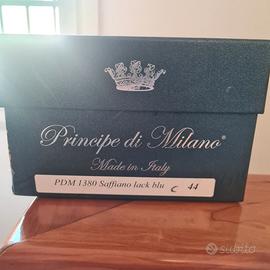 Principe di Milano®
Made in Italy
PDM 1380 Saffiano lack blu C 44
subito